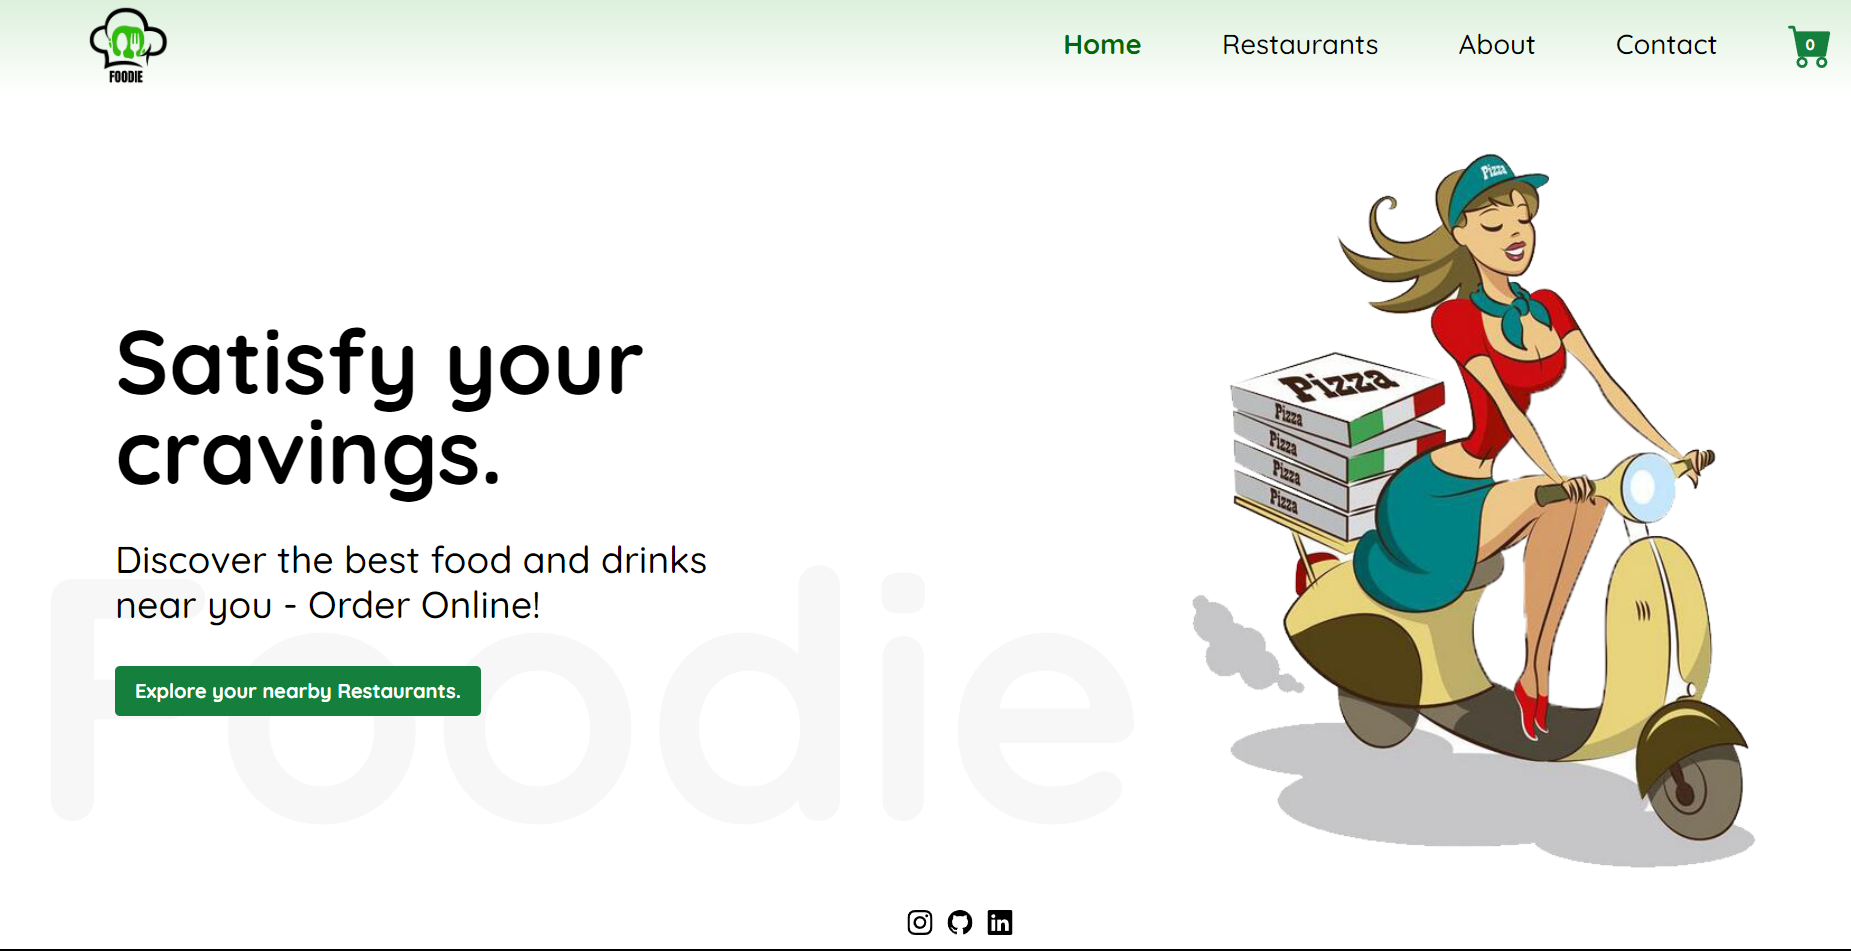 FOODIE
Home
Restaurants
About
Contact
0
Pizza
Satisfy your
cravings.
Pizza
Pizza
Pizza
Pizza
Pizza
Discover the best food and drinks
near you - Order Online!
Foodie
Explore your nearby Restaurants.
in